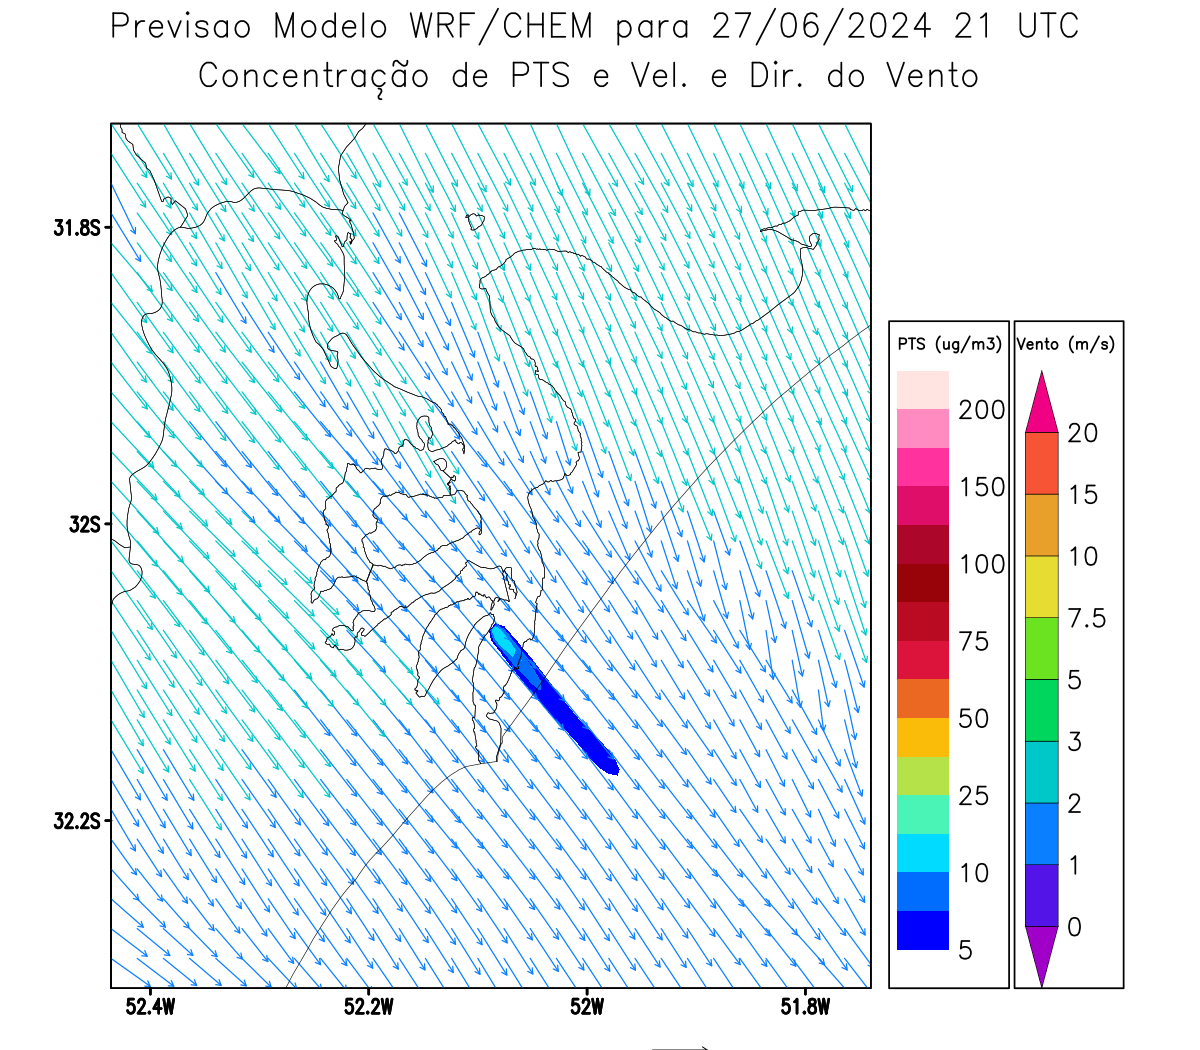 Previsao Modelo WRF/CHEM para 27/06/2024 21 UTC
Concentração de PTS e Vel. e Dir. do Vento
31.8S
32S
32.2S
52.4W
52.2W
52W
51.8W
PTS (ug/m3)
200
150
100
75
50
25
10
5
Vento (m/s)
20
15
10
7.5
5
3
2
1
0